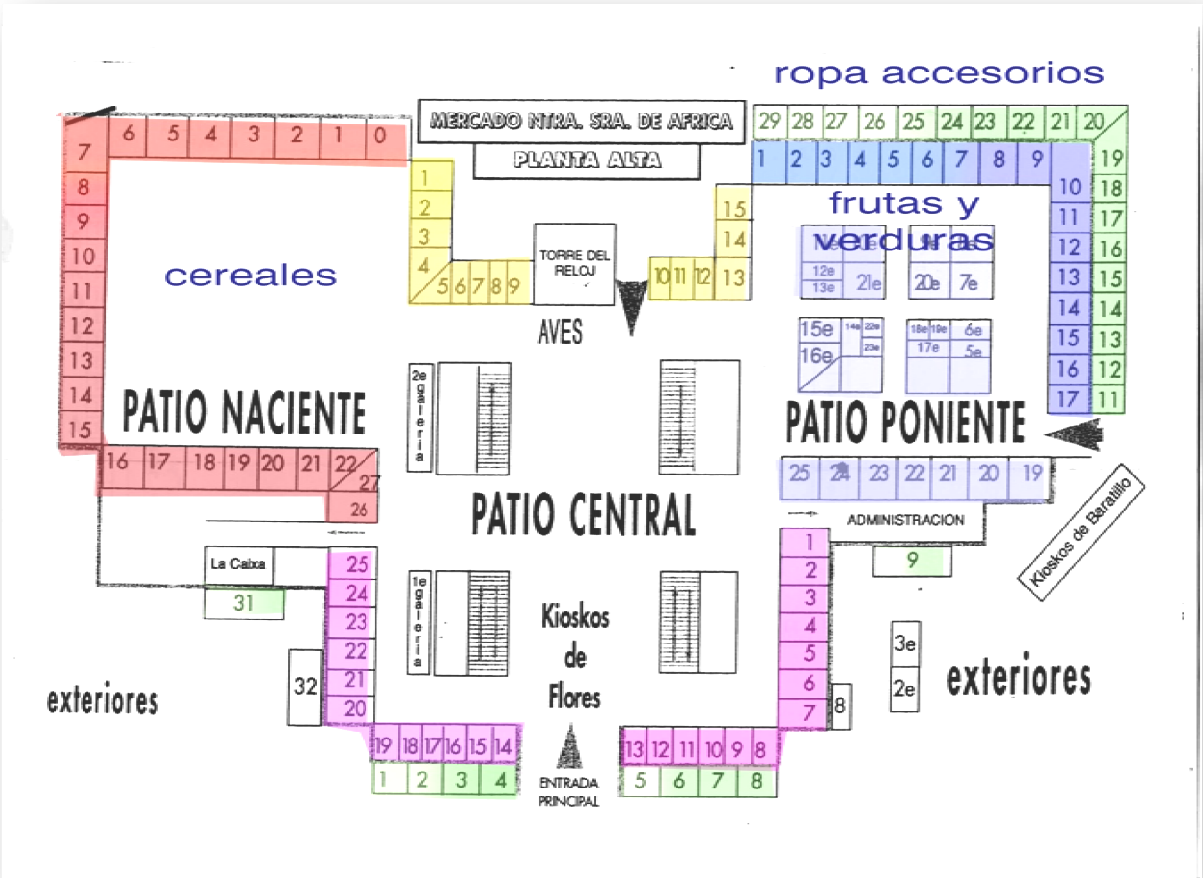 ropa accesorios
MERCADO NTRA. SRA. DE AFRICA
PLANTA ALTA
29 28 27 26 25 24 23 22 21 20
19
18
17
16
15
14
13
12
11
1 2 3 4 5 6 7 8 9
10
11
12
13
14
15
16
17
6 5 4 3 2 1 0
7
8
9
10
11
12
13
14
15
16 17 18 19 20 21 22
27
26
cereales
1
2
3
4
5 6 7 8 9
TORRE DEL
RELOJ
15
14
10 11 12 13
AVES
frutas y
verduras
12e
13e
21e
20e 7e
15e 14e 22e
16e 23e
18e 19e 6e
17e 5e
PATIO NACIENTE
2e galeria
PATIO PONIENTE
PATIO CENTRAL
25 24 23 22 21 20 19
ADMINISTRACION
9
Kioskos de Baratillo
La Caixa
31
25
24
23
22
21
20
32
1e galeria
Kioskos
de
Flores
1
2
3
4
5
6
7
8
3e
2e
exteriores
exteriores
19 18 17 16 15 14
1 2 3 4
ENTRADA
PRINCIPAL
13 12 11 10 9 8
5 6 7 8